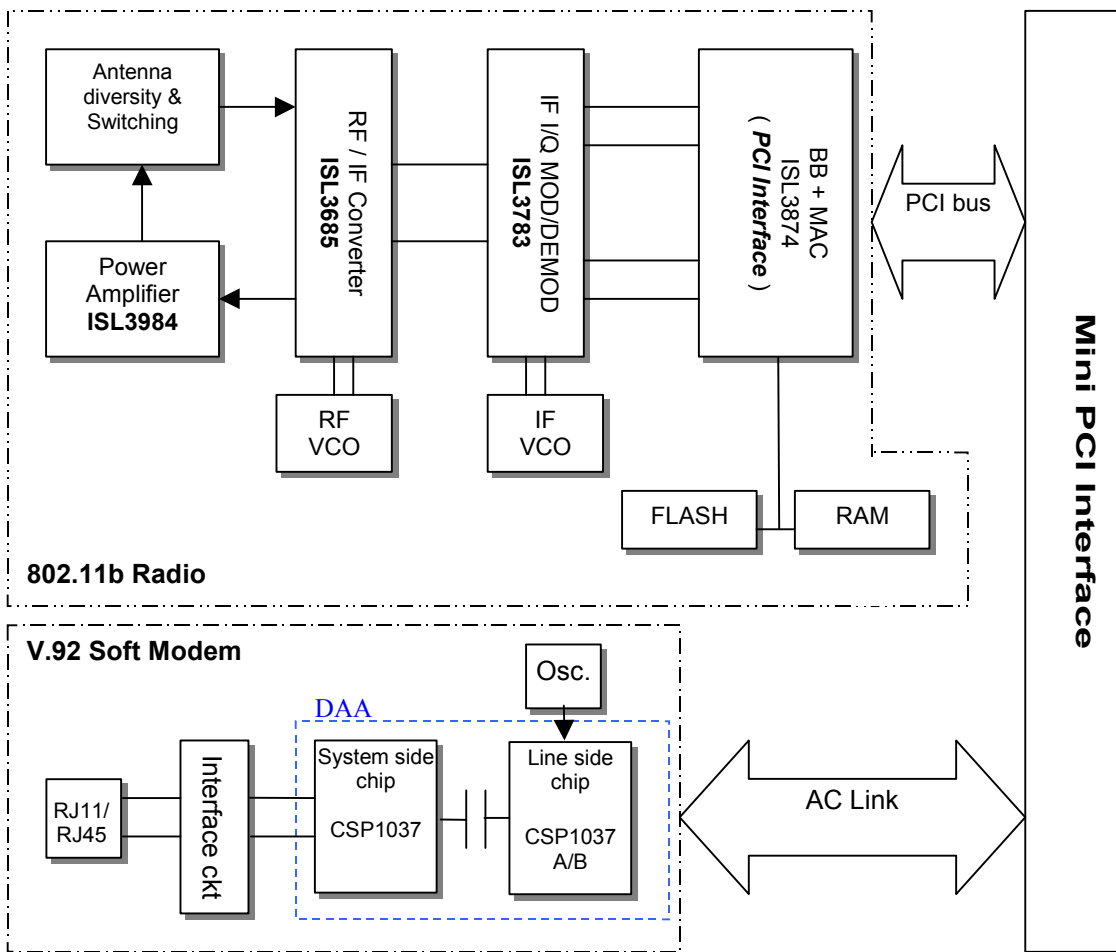 Antenna
diversity &
Switching
Power
Amplifier
ISL3984
RF / IF Converter
ISL3685
IF I/Q MOD/DEMOD
ISL3783
BB + MAC
ISL3874
( PCI Interface )
PCI bus
RF
VCO
IF
VCO
FLASH
RAM
802.11b Radio
Mini PCI Interface
V.92 Soft Modem
Osc.
DAA
RJ11/
RJ45
Interface ckt
System side
chip
CSP1037
Line side
chip
CSP1037
A/B
AC Link